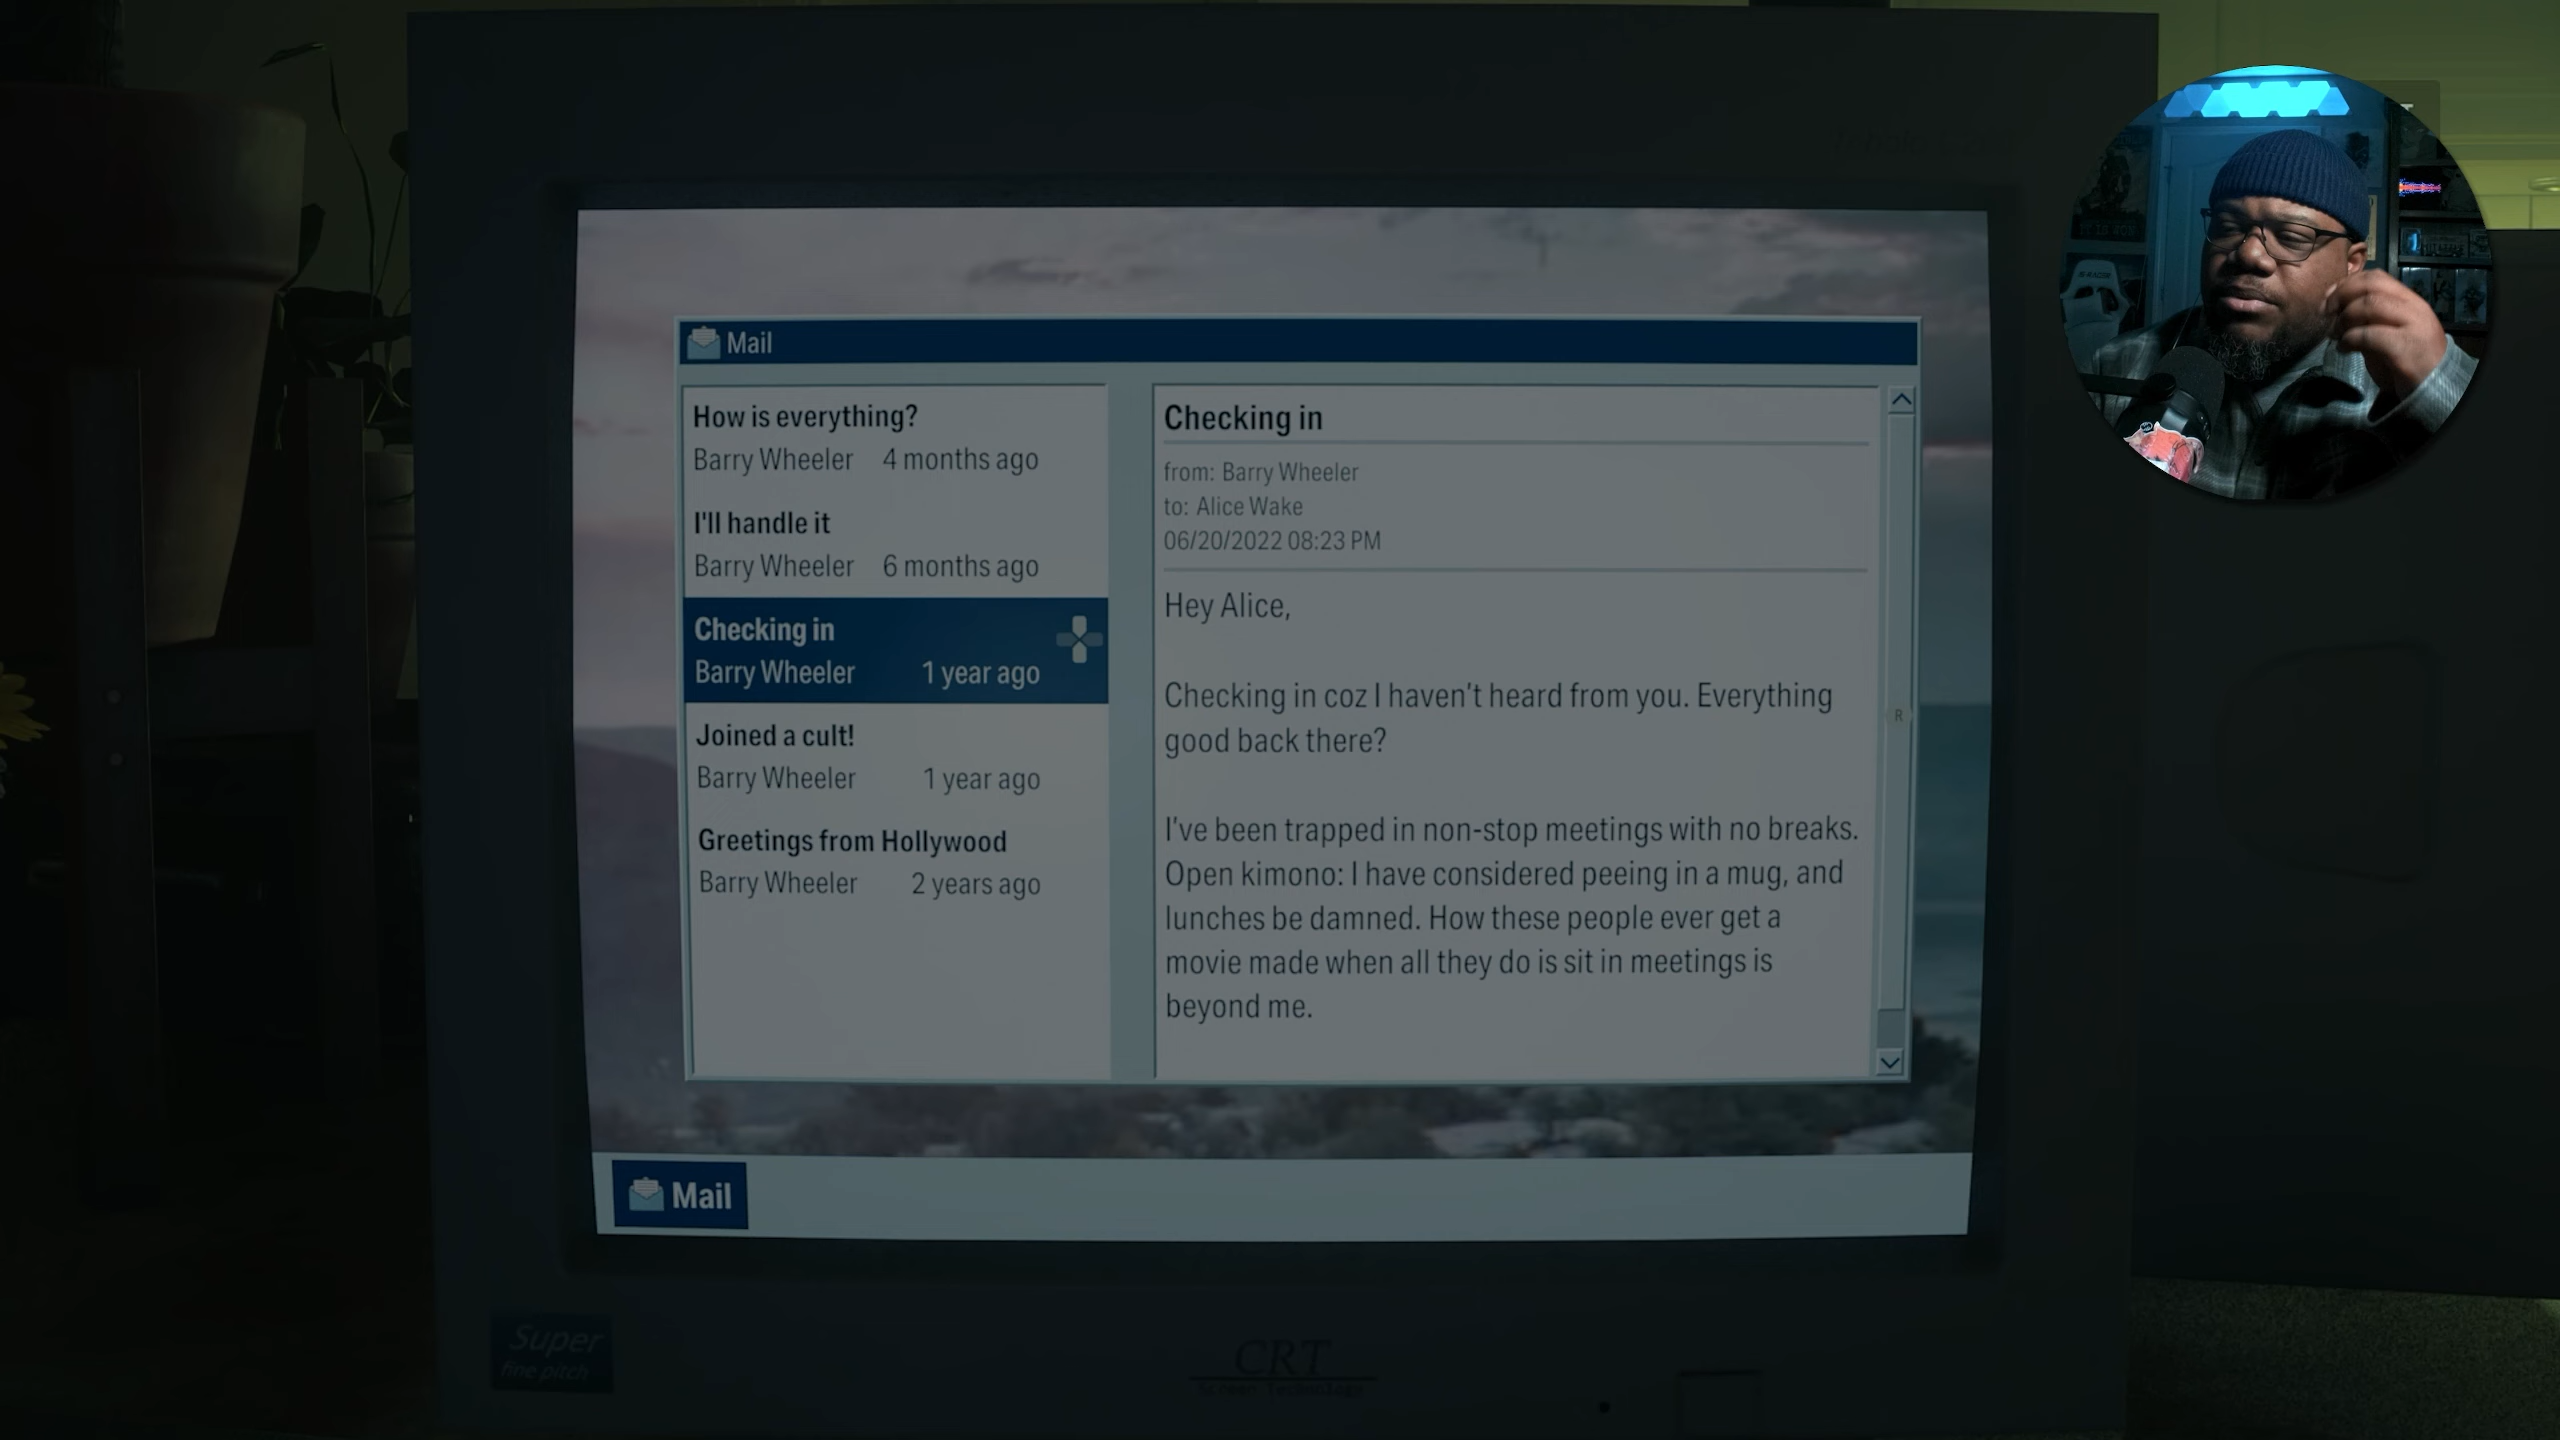 Mail
How is everything?
Barry Wheeler 4 months ago
I'll handle it
Barry Wheeler 6 months ago
Checking in
Barry Wheeler 1 year ago
Joined a cult!
Barry Wheeler 1 year ago
Greetings from Hollywood
Barry Wheeler 2 years ago
Checking in
from: Barry Wheeler
to: Alice Wake
06/20/2022 08:23 PM
Hey Alice,
Checking in coz I haven't heard from you. Everything
good back there?
I've been trapped in non-stop meetings with no breaks.
Open kimono: I have considered peeing in a mug, and
lunches be damned. How these people ever get a
movie made when all they do is sit in meetings is
beyond me.
R
Mail
Super
fine pitch
CRT
Screen Technology